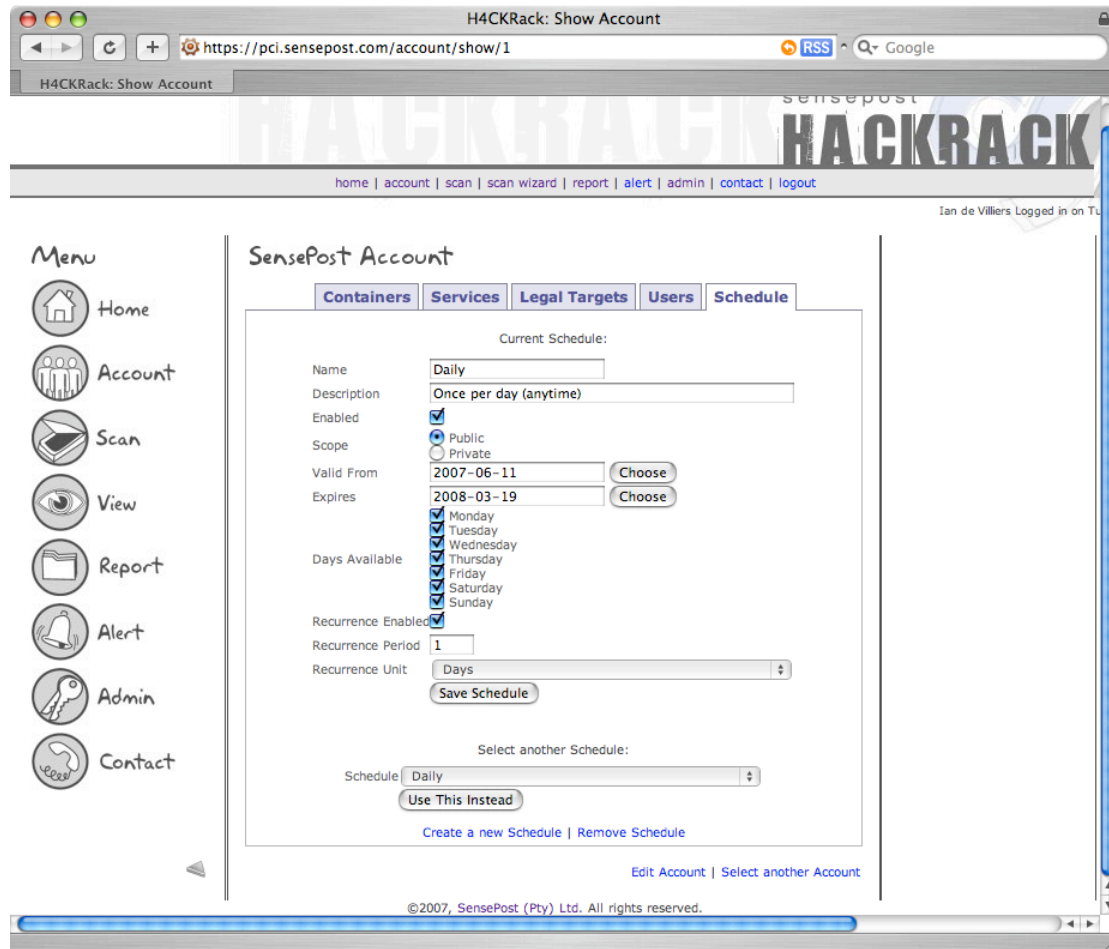 H4CKRack: Show Account
https://pci.sensepost.com/account/show/1
RSS
Google
H4CKRack: Show Account
sensepost
HACKRACK
home | account | scan | scan wizard | report | alert | admin | contact | logout
Ian de Villiers Logged in on Tu
Menu
Home
Account
Scan
View
Report
Alert
Admin
Contact
SensePost Account
Containers Services Legal Targets Users Schedule
Current Schedule:
Name Daily
Description Once per day (anytime)
Enabled
Scope Public
Private
Valid From 2007-06-11 Choose
Expires 2008-03-19 Choose
Days Available
Monday
Tuesday
Wednesday
Thursday
Friday
Saturday
Sunday
Recurrence Enabled
Recurrence Period 1
Recurrence Unit Days
Save Schedule
Select another Schedule:
Schedule Daily
Use This Instead
Create a new Schedule | Remove Schedule
Edit Account | Select another Account
©2007, SensePost (Pty) Ltd. All rights reserved.